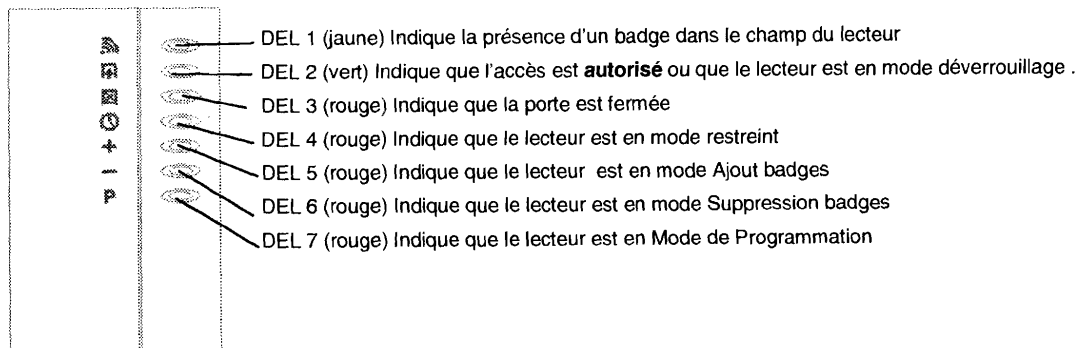 DEL 1 (jaune) Indique la présence d'un badge dans le champ du lecteur
DEL 2 (vert) Indique que l'accès est autorisé ou que le lecteur est en mode déverrouillage .
DEL 3 (rouge) Indique que la porte est fermée
DEL 4 (rouge) Indique que le lecteur est en mode restreint
DEL 5 (rouge) Indique que le lecteur est en mode Ajout badges
DEL 6 (rouge) Indique que le lecteur est en mode Suppression badges
P
DEL 7 (rouge) Indique que le lecteur est en Mode de Programmation